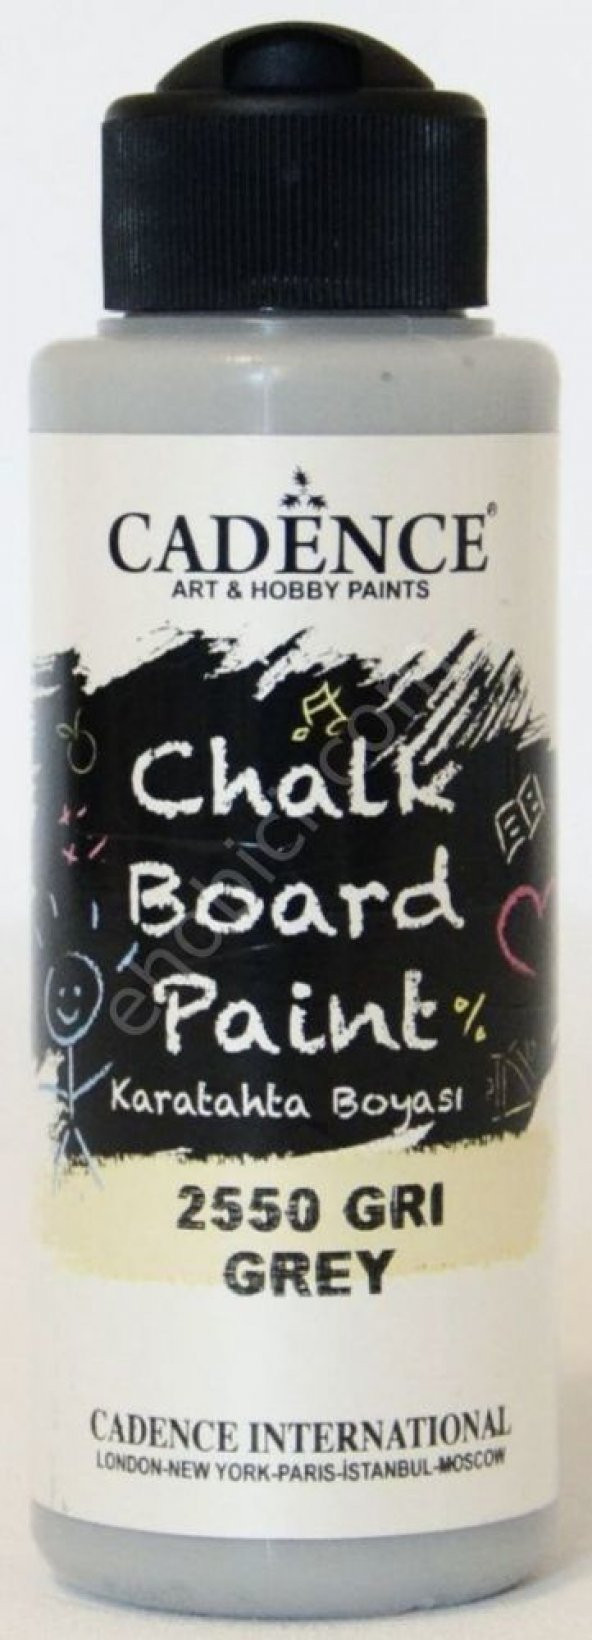 CADENCE®
ART & HOBBY PAINTS
Chalk
Board
Paint
Karatahta Boyası
2550 GRI
GREY
CADENCE INTERNATIONAL
LONDON-NEW YORK-PARIS-İSTANBUL-MOSCOW